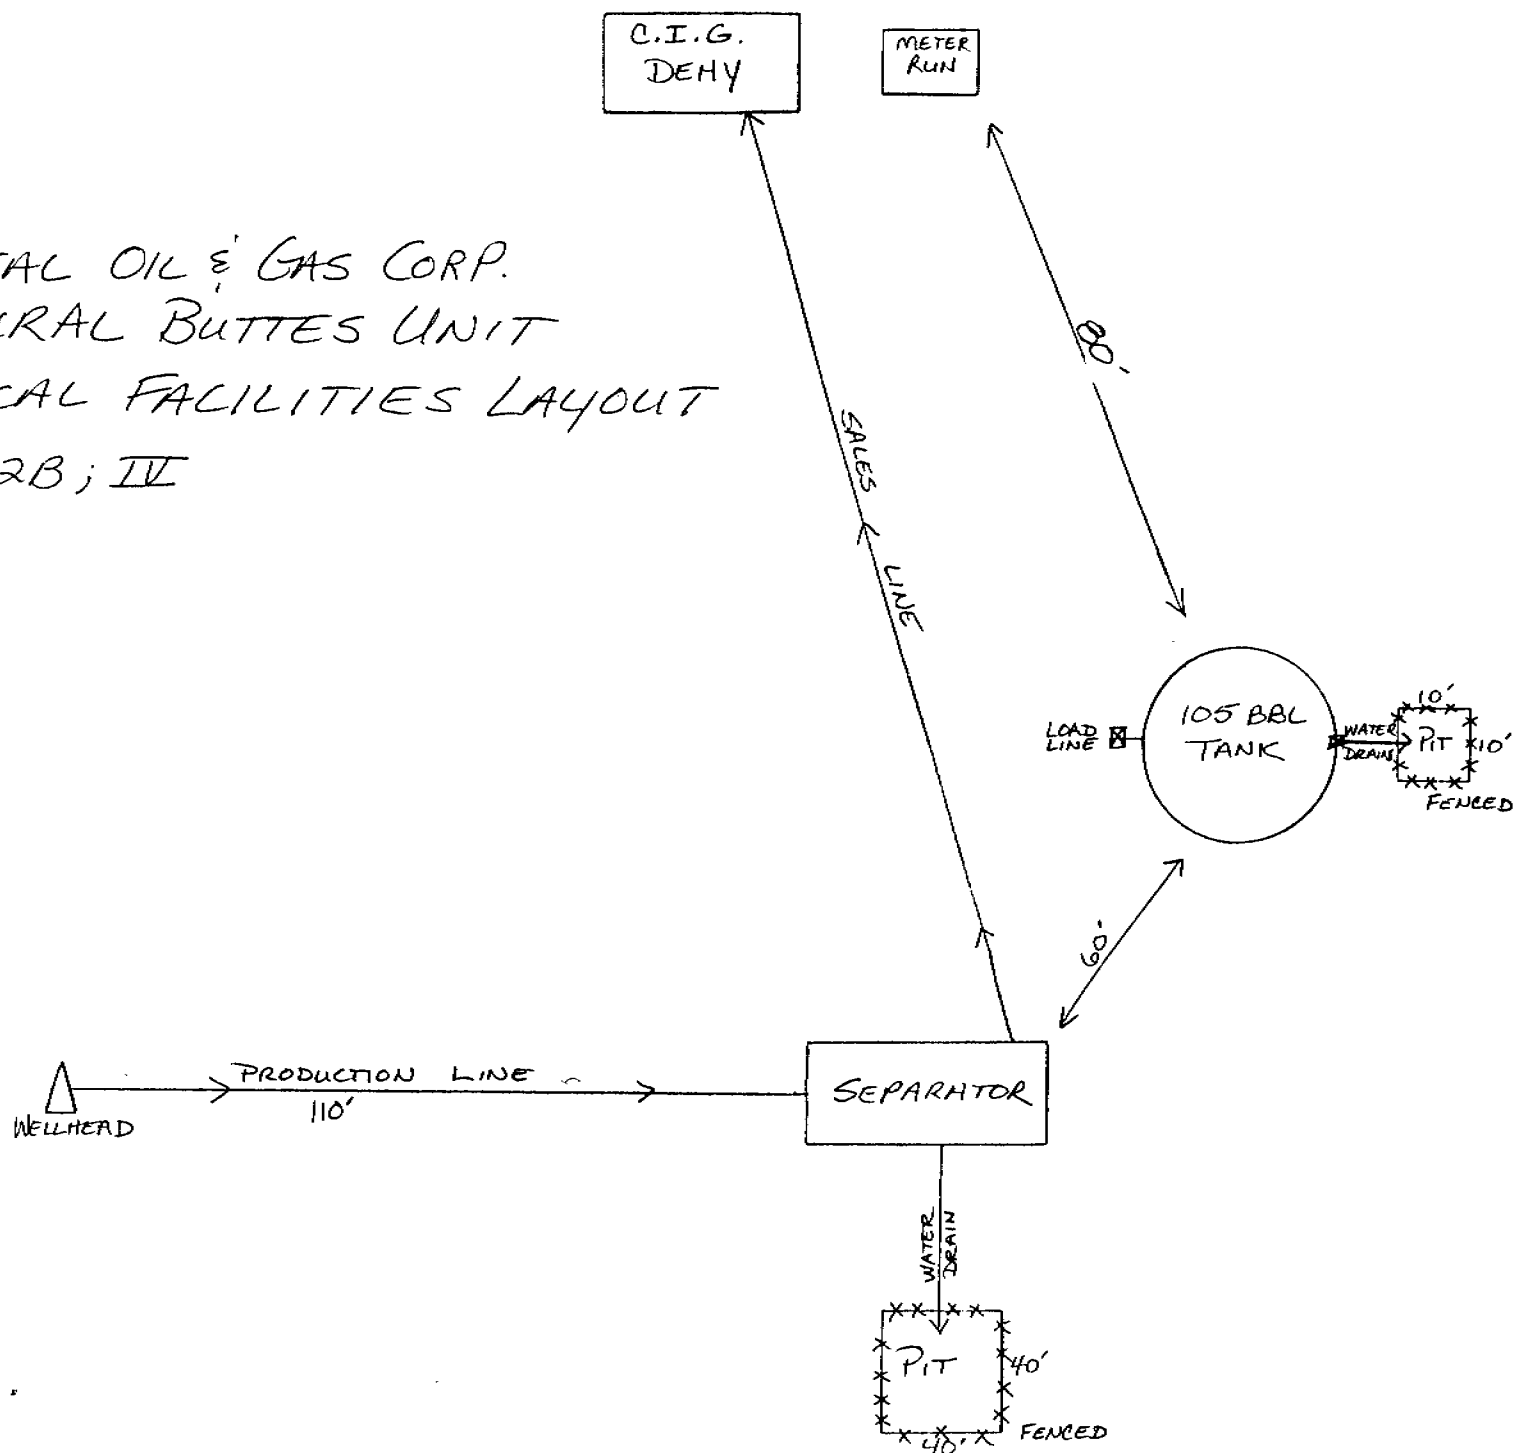 C.I.G.
DEHY
METER
RUN
TAL OIL & GAS CORP.
RAL BUTTES UNIT
CAL FACILITIES LAYOUT
2B; IV
80'
SALES LINE
105 BBL
TANK
LOAD
LINE
WATER
DRAIN
10'
PIT
10'
FENCED
60'
PRODUCTION LINE
110'
WELLHEAD
SEPARATOR
WATER
DRAIN
PIT
40'
40'
FENCED